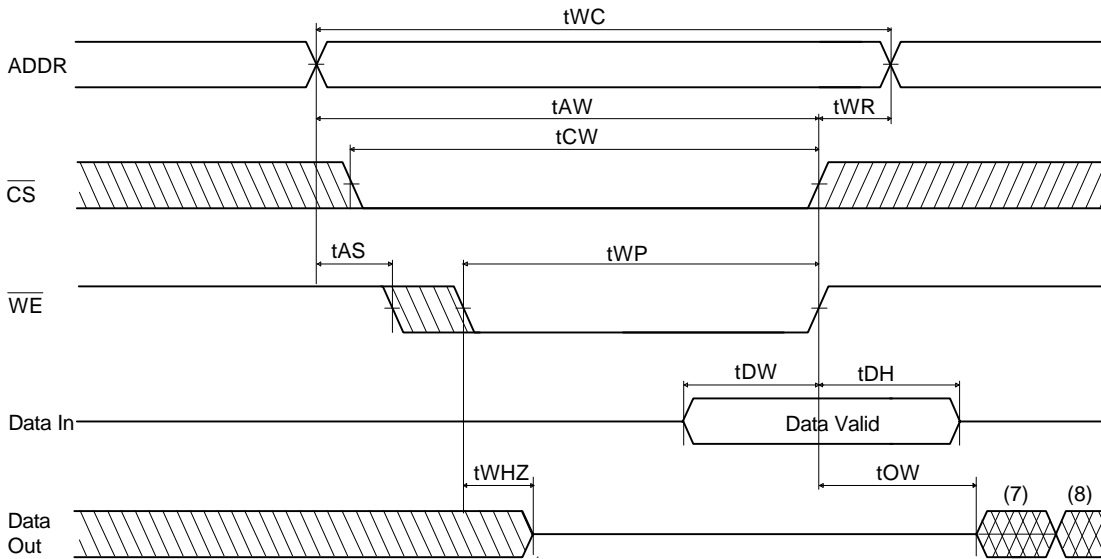 tWC
ADDR
tAW
tWR
tCW
CS
tAS
tWP
WE
tDW
tDH
Data In
Data Valid
tWHZ
tOW
(7)
(8)
Data
Out